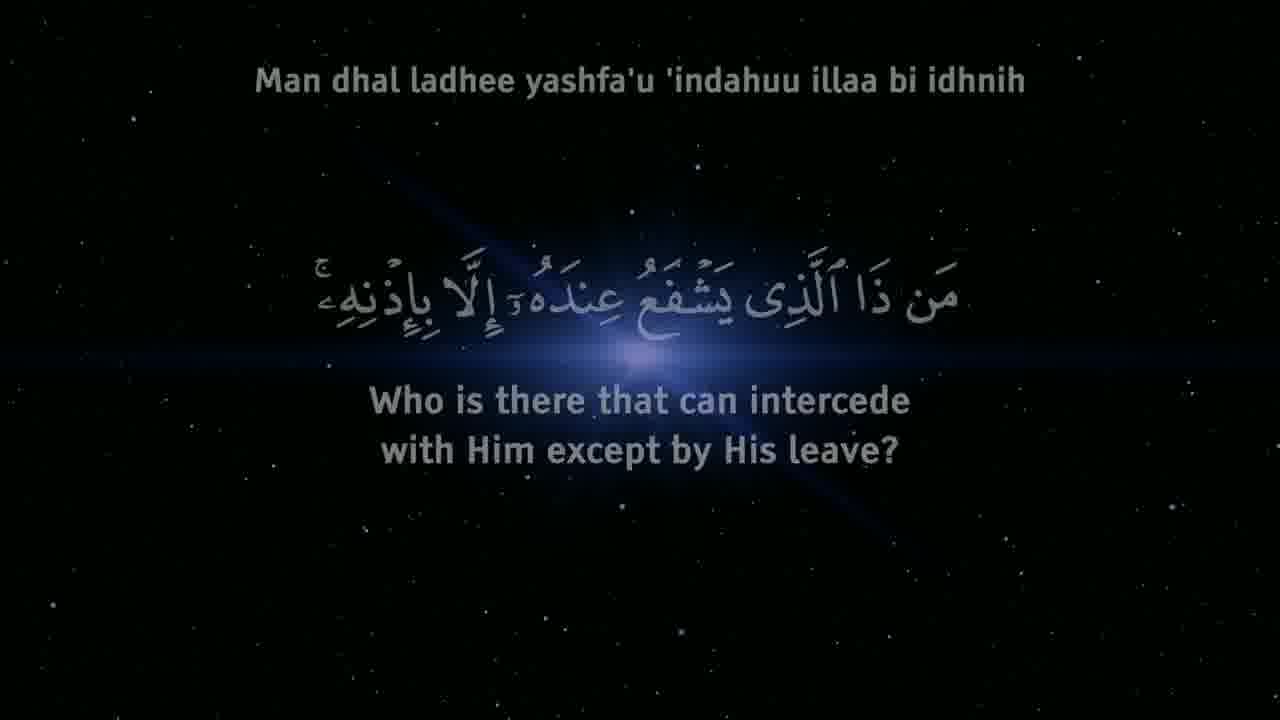 Man dhal ladhee yashfa'u 'indahuu illaa bi idhnih
مَن ذَا ٱلَّذِى يَشْفَعُ عِندَهُۥٓ إِلَّا بِإِذْنِهِۦ ۚ
Who is there that can intercede
with Him except by His leave?